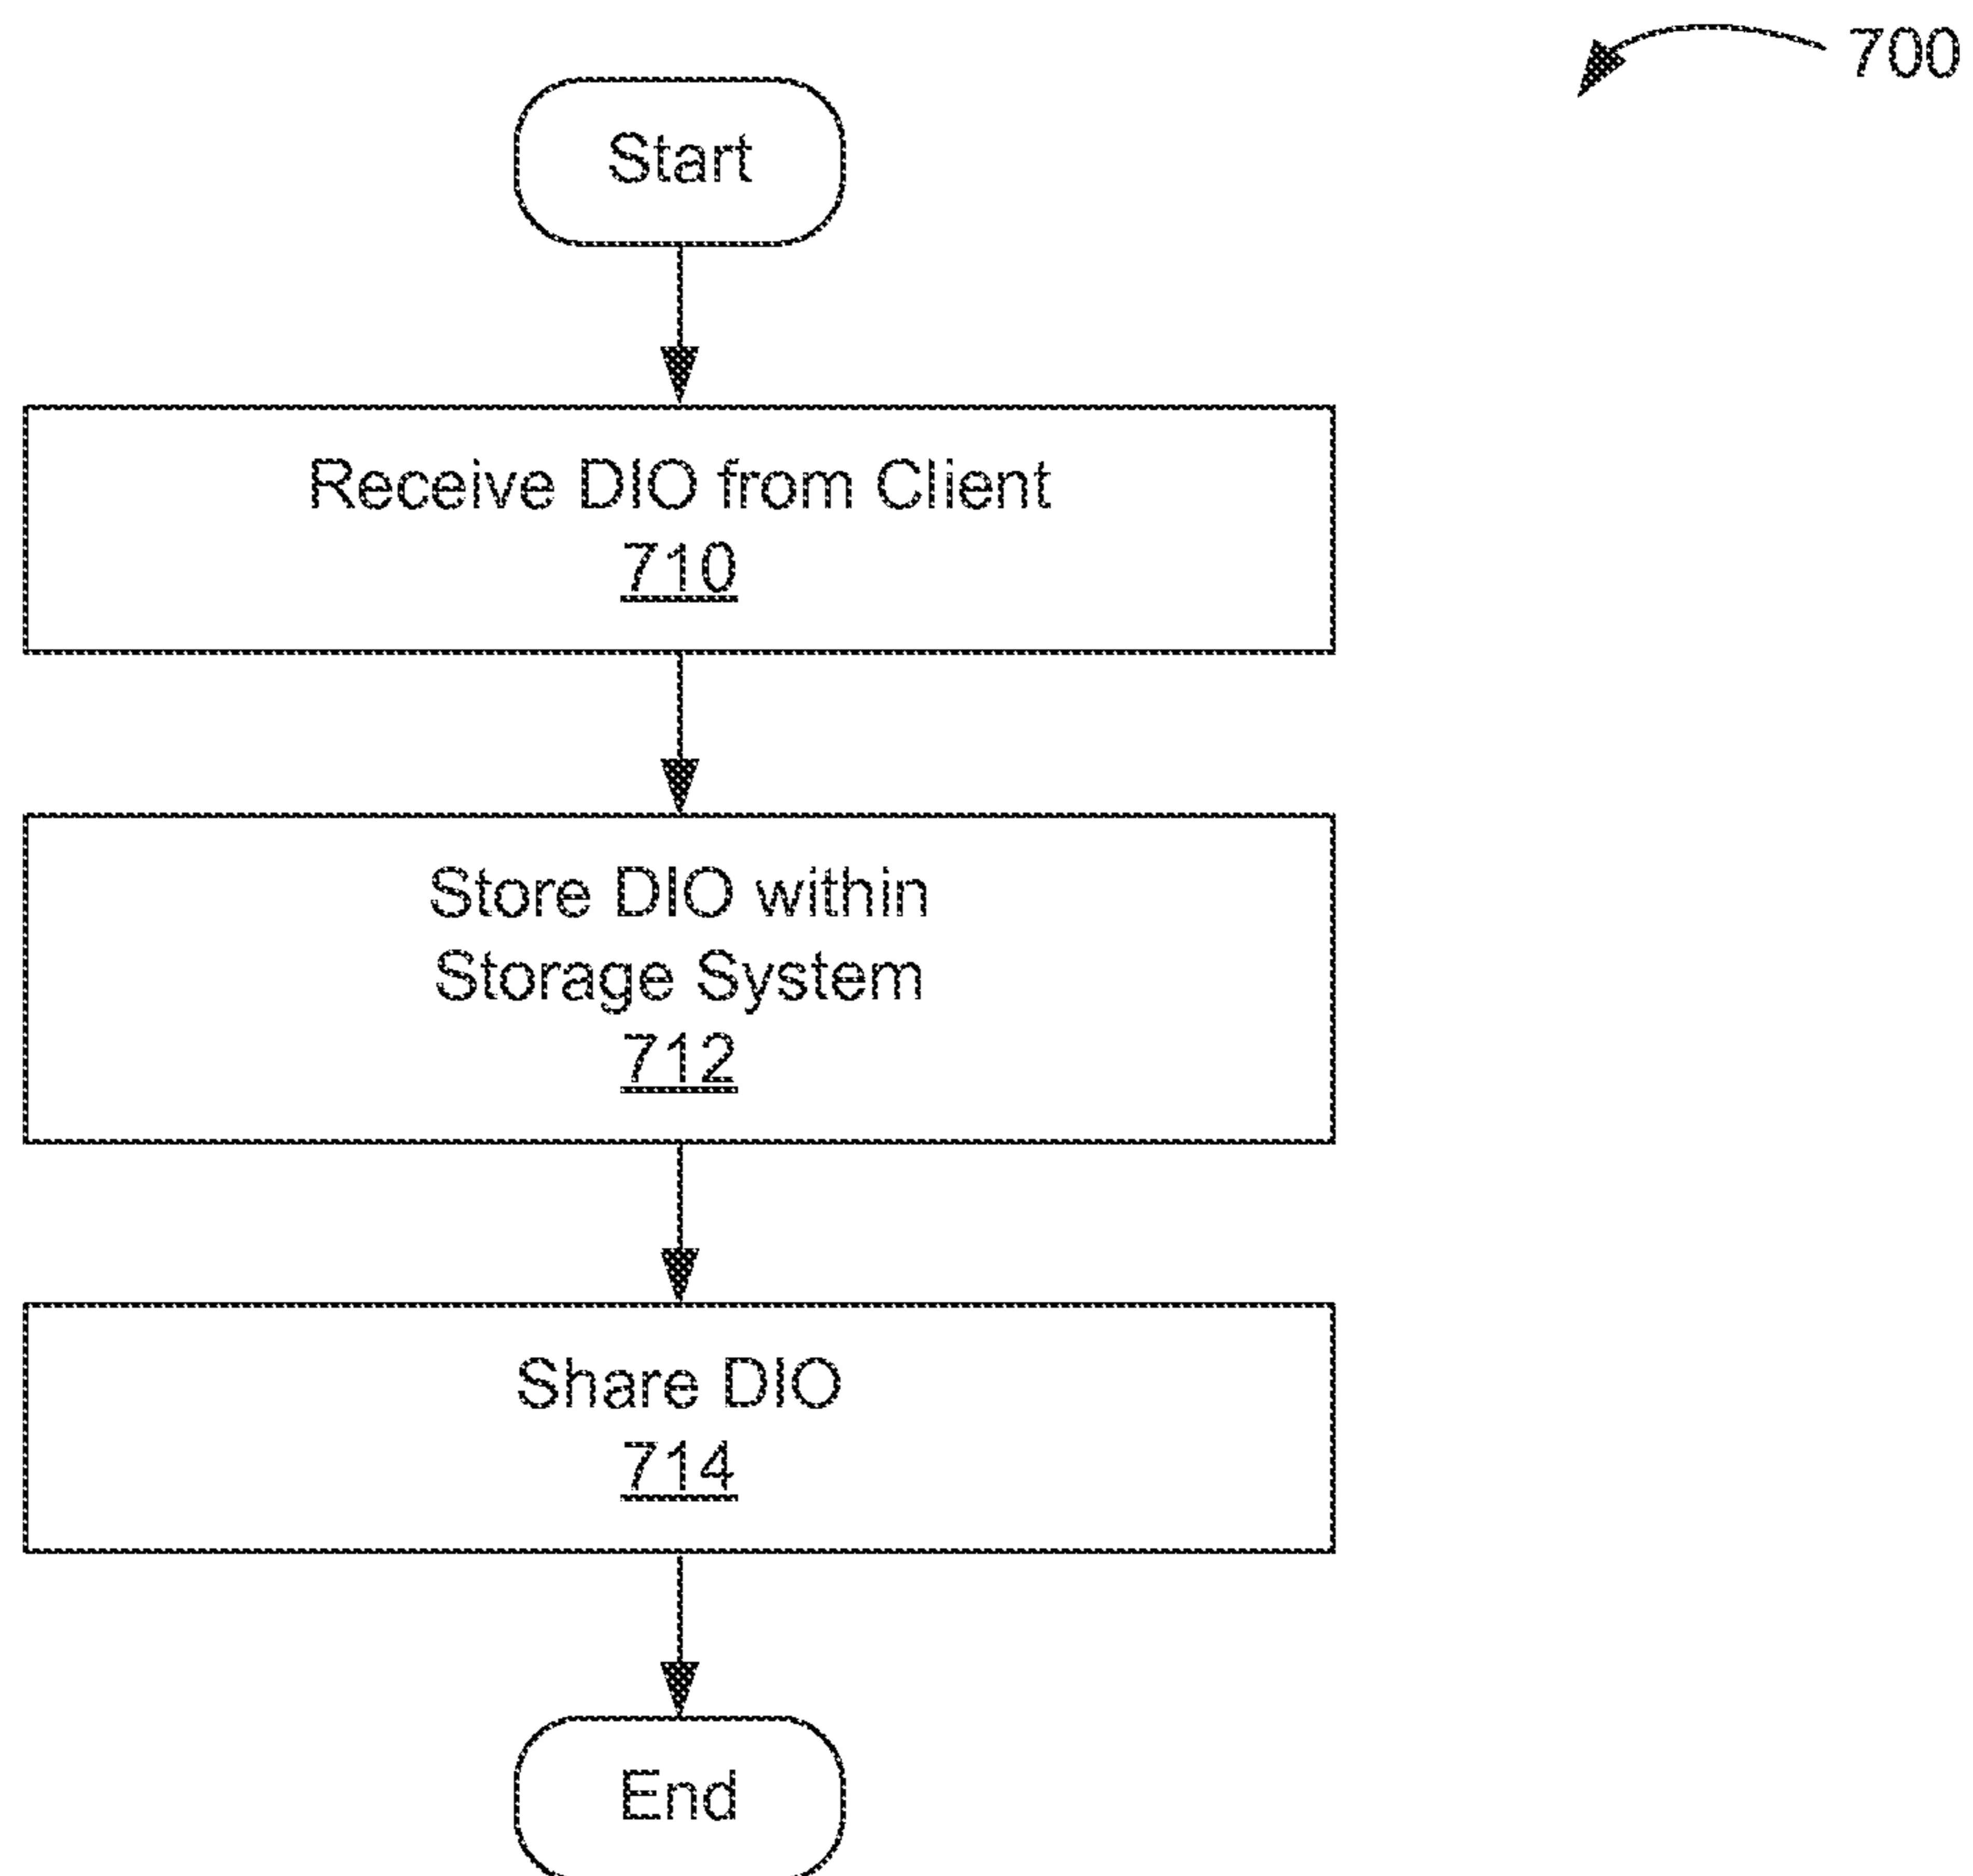 700
Start
Receive DIO from Client
710
Store DIO within
Storage System
712
Share DIO
714
End